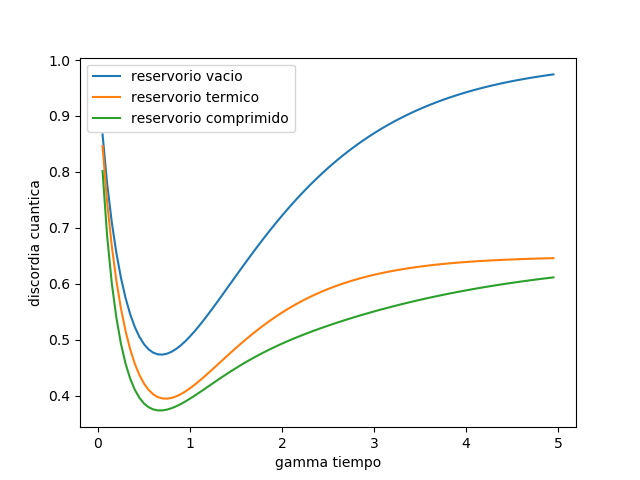 1.0
0.9
0.8
0.7
0.6
0.5
0.4
discordia cuantica
reservorio vacio
reservorio termico
reservorio comprimido
0 1 2 3 4 5
gamma tiempo